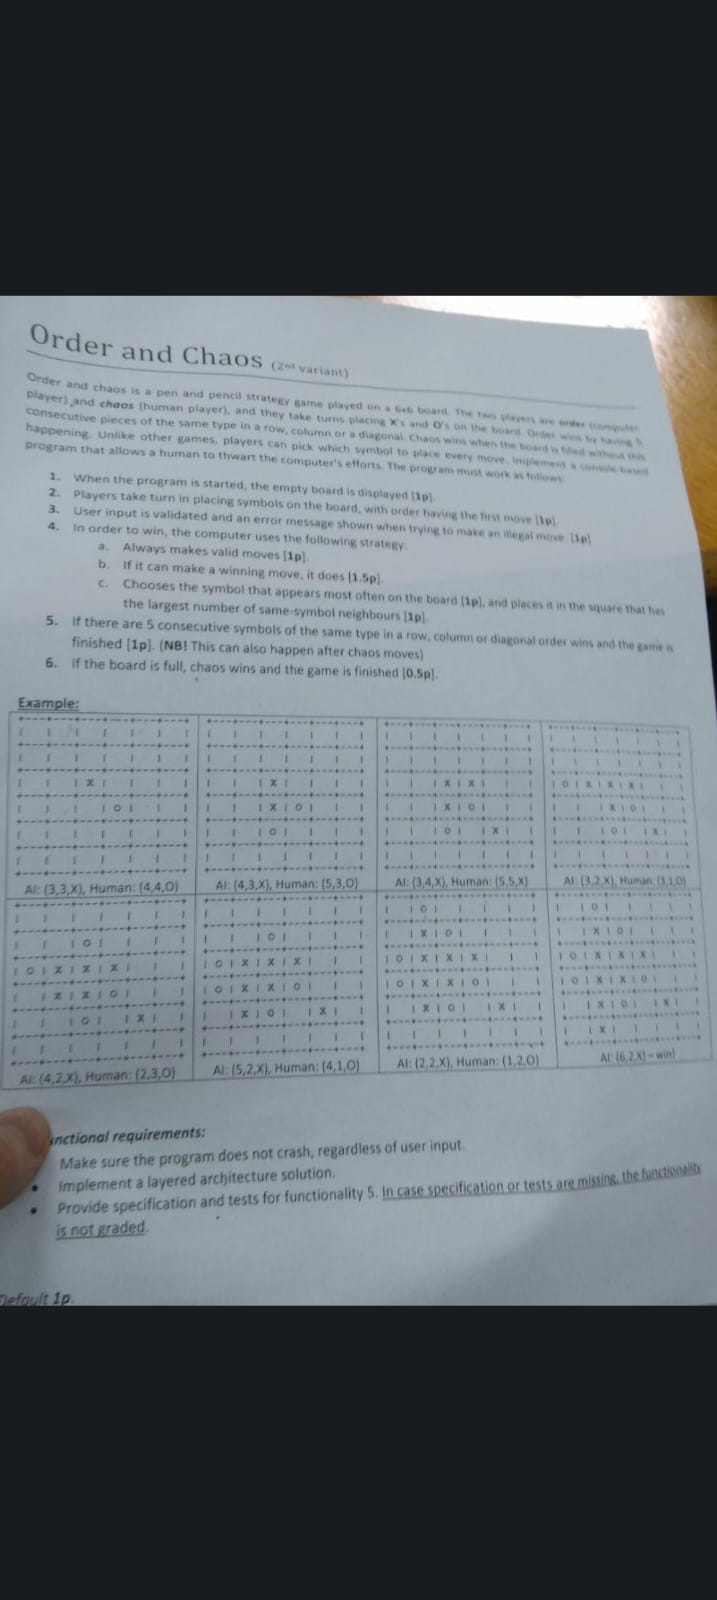 Order and Chaos (2nd variant)
Order and chaos is a pen and pencil strategy game played on a 6x6 board. The two players are order (computer
player) and chaos (human player), and they take turns placing X's and O's on the board. Order wins by having 5
consecutive pieces of the same type in a row, column or a diagonal. Chaos wins when the board is filled without this
happening. Unlike other games, players can pick which symbol to place every move. Implement a console-based
program that allows a human to thwart the computer's efforts. The program must work as follows:
1. When the program is started, the empty board is displayed [1p].
2. Players take turn in placing symbols on the board, with order having the first move [1p].
3. User input is validated and an error message shown when trying to make an illegal move. [1p]
4. In order to win, the computer uses the following strategy:
a. Always makes valid moves [1p].
b. If it can make a winning move, it does [1.5p].
c. Chooses the symbol that appears most often on the board [1p], and places it in the square that has
the largest number of same-symbol neighbours [1p].
5. If there are 5 consecutive symbols of the same type in a row, column or diagonal order wins and the game is
finished [1p]. (NB! This can also happen after chaos moves)
6. If the board is full, chaos wins and the game is finished [0.5p].
Example:
X
O
AI: (3,3,X), Human: (4,4,O)
X
X O
O
AI: (4,3,X), Human: (5,3,O)
X X
X O
O X
AI: (3,4,X), Human: (5,5,X)
O X X X
X O
O X
AI: (3,2,X), Human: (3,1,O)
O
O X X X
X X O
O X
AI: (4,2,X), Human: (2,3,O)
O
O X X X
O X X O
X O X
AI: (5,2,X), Human: (4,1,O)
O
X O
O X X X
O X X O
X O X
AI: (2,2,X), Human: (1,2,O)
O
X O
O X X X
O X X O
X O X
X
AI: (6,2,X) – win!
unctional requirements:
Make sure the program does not crash, regardless of user input.
• Implement a layered architecture solution.
• Provide specification and tests for functionality 5. In case specification or tests are missing, the functionality
is not graded.
Default 1p.